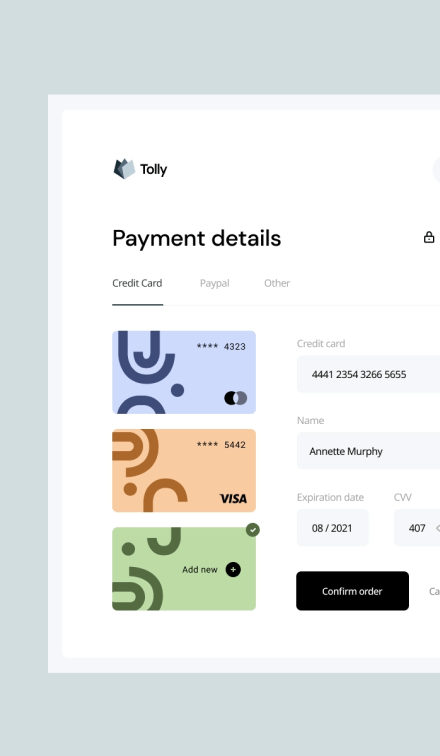 Tolly
Payment details
Credit Card
Paypal
Other
**** 4323
**** 5442
VISA
Add new
Credit card
4441 2354 3266 5655
Name
Annette Murphy
Expiration date
CVV
08 / 2021
407
Confirm order